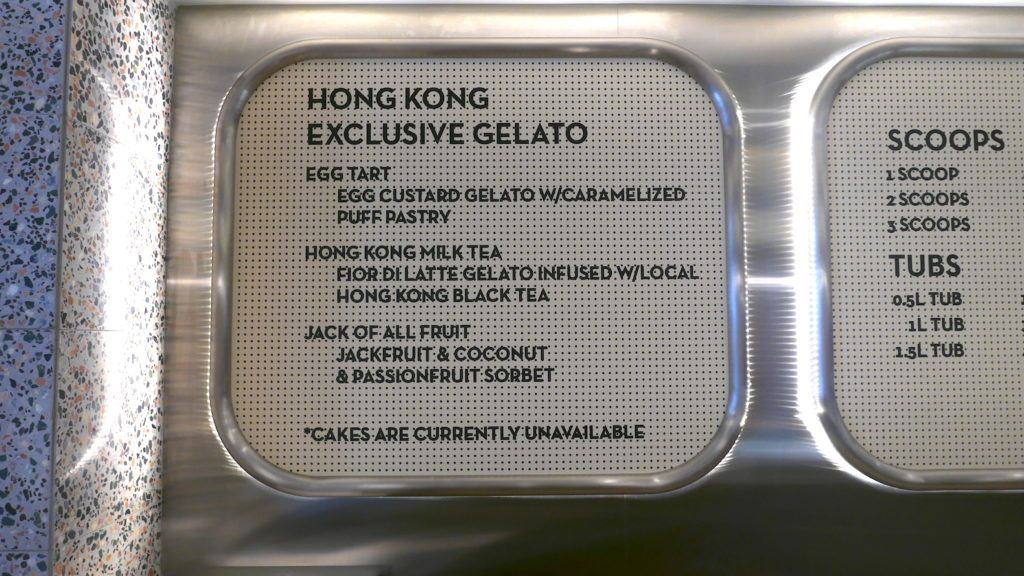 HONG KONG
EXCLUSIVE GELATO
EGG TART
EGG CUSTARD GELATO W/CARAMELIZED
PUFF PASTRY
HONG KONG MILK TEA
FIOR DI LATTE GELATO INFUSED W/LOCAL
HONG KONG BLACK TEA
JACK OF ALL FRUIT
JACKFRUIT & COCONUT
& PASSIONFRUIT SORBET
*CAKES ARE CURRENTLY UNAVAILABLE
SCOOPS
1 SCOOP
2 SCOOPS
3 SCOOPS
TUBS
0.5L TUB
1L TUB
1.5L TUB